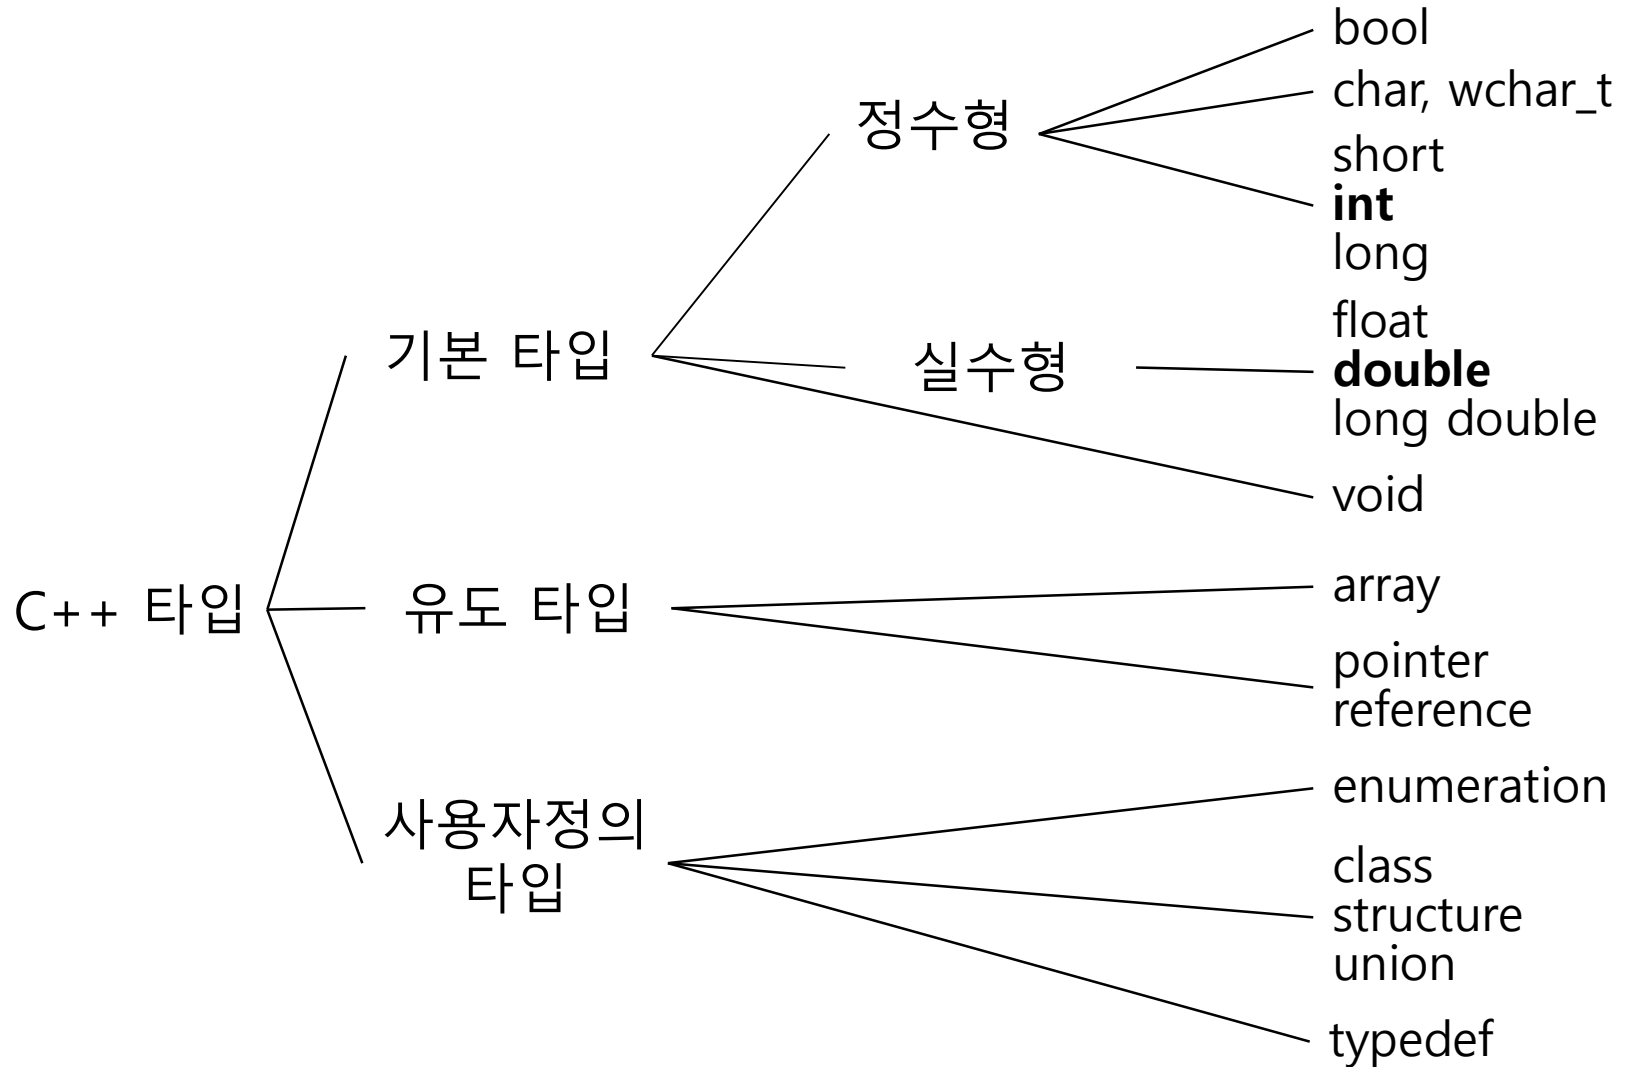 C++ 타입
기본 타입
정수형
bool
char, wchar_t
short
int
long
실수형
float
double
long double
void
유도 타입
array
pointer
reference
사용자정의
타입
enumeration
class
structure
union
typedef